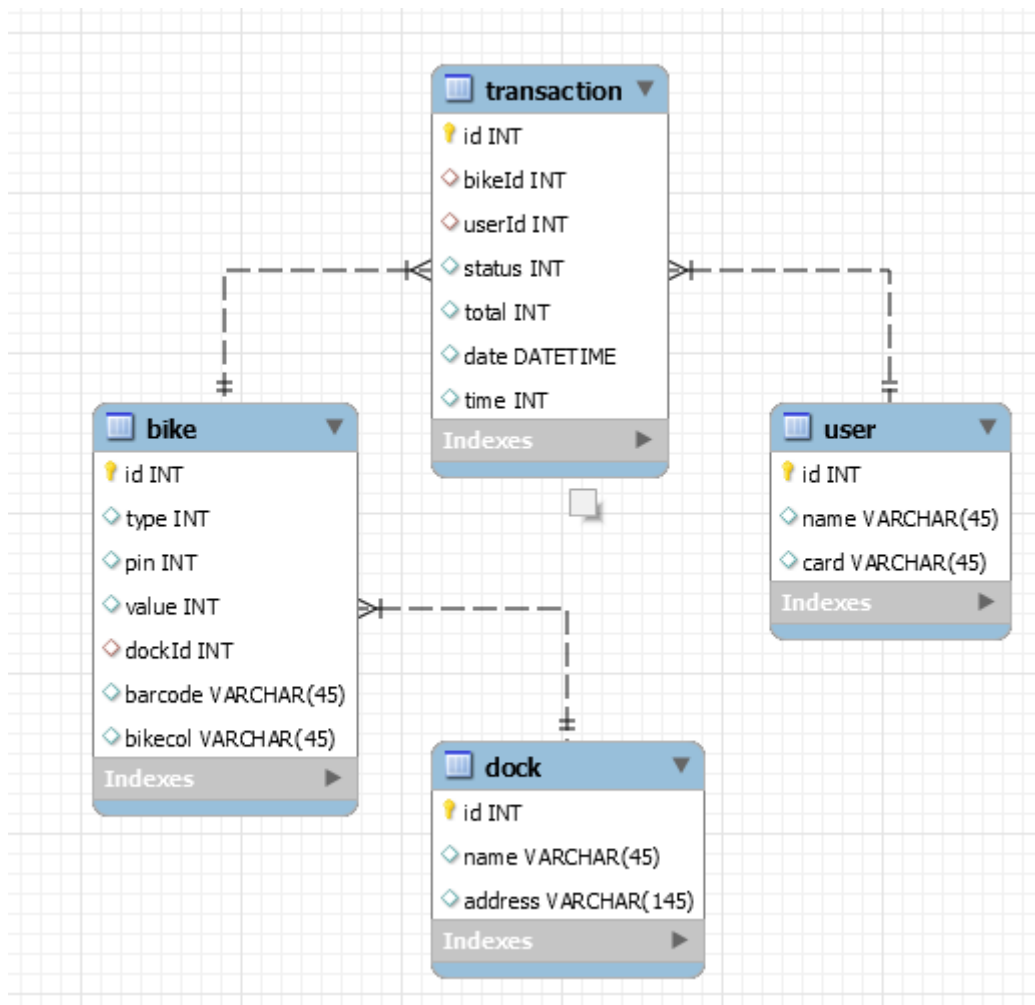 transaction
id INT
bikeId INT
userId INT
status INT
total INT
date DATETIME
time INT
Indexes
bike
id INT
type INT
pin INT
value INT
dockId INT
barcode VARCHAR(45)
bikecol VARCHAR(45)
Indexes
user
id INT
name VARCHAR(45)
card VARCHAR(45)
Indexes
dock
id INT
name VARCHAR(45)
address VARCHAR(145)
Indexes